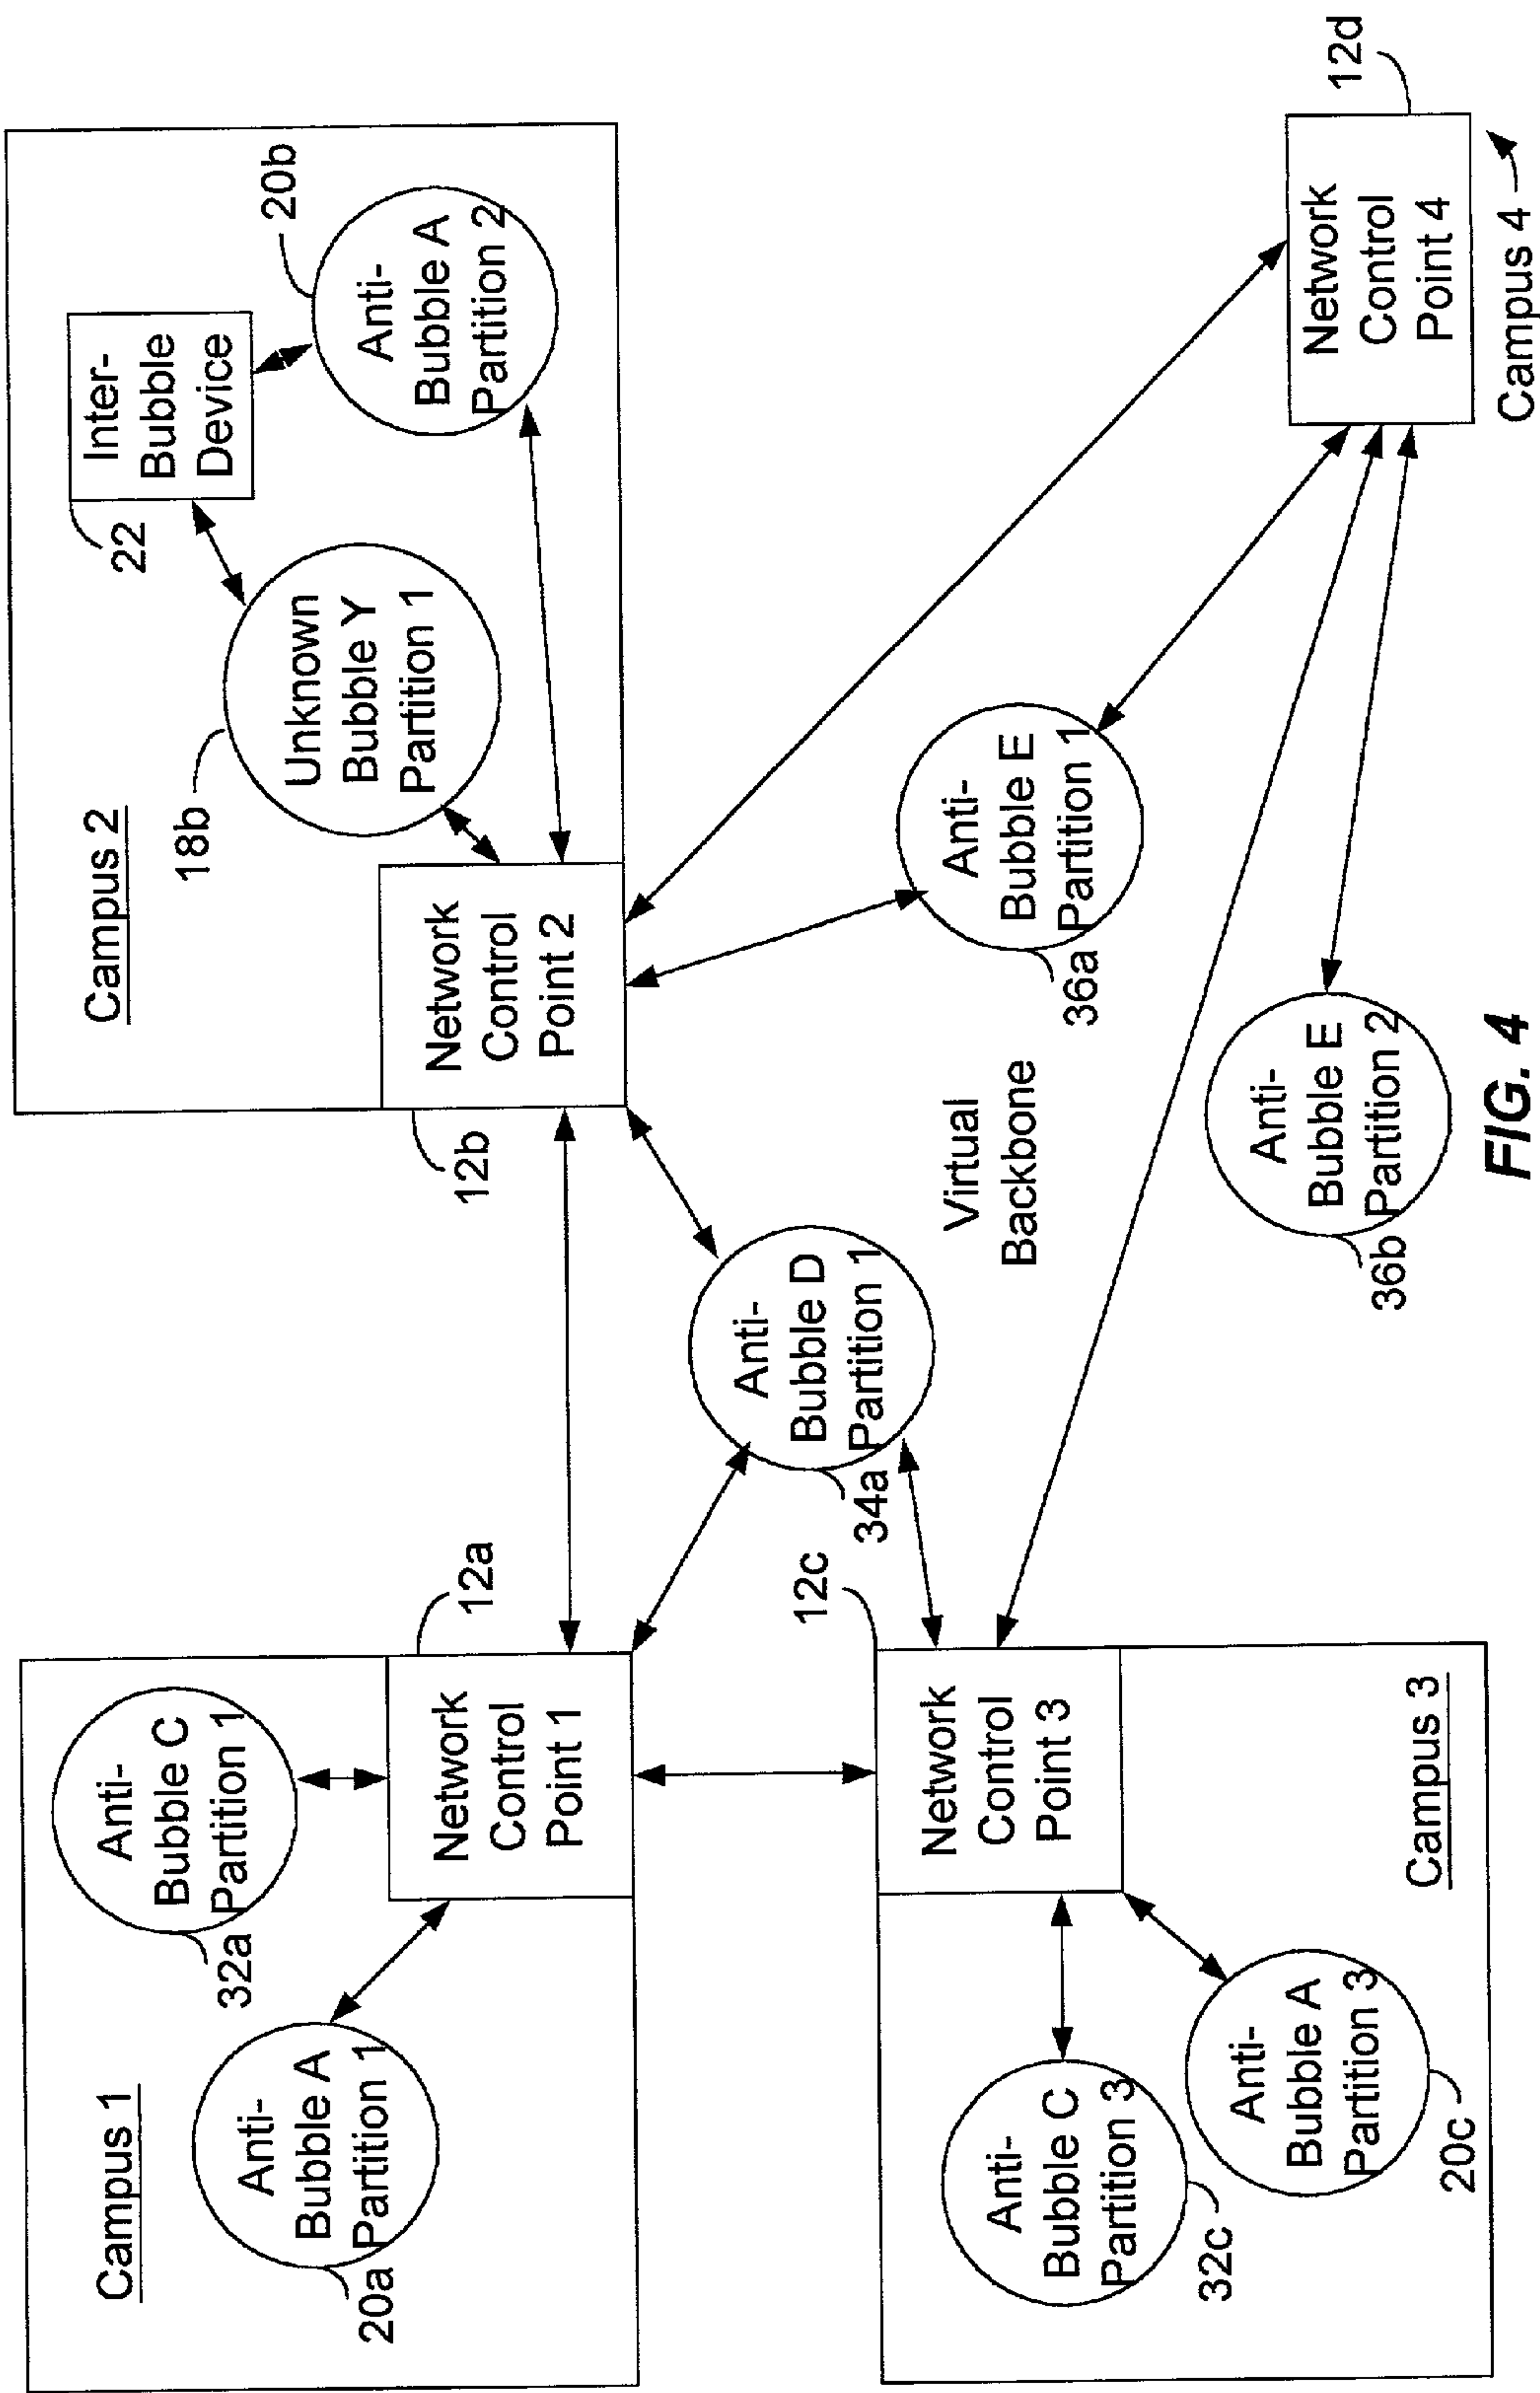 Campus 1
Anti-
Bubble A
Partition 1
20a
Anti-
Bubble C
Partition 1
32a
Network
Control
Point 1
12a
Campus 2
Network
Control
Point 2
12b
Unknown
Bubble Y
Partition 1
18b
Inter-
Bubble
Device
22
Anti-
Bubble A
Partition 2
20b
Anti-
Bubble D
Partition 1
34a
Virtual
Backbone
Anti-
Bubble E
Partition 1
36a
Network
Control
Point 3
12c
Anti-
Bubble C
Partition 3
32c
Anti-
Bubble A
Partition 3
20c
Campus 3
Anti-
Bubble E
Partition 2
36b
Network
Control
Point 4
12d
Campus 4
FIG. 4